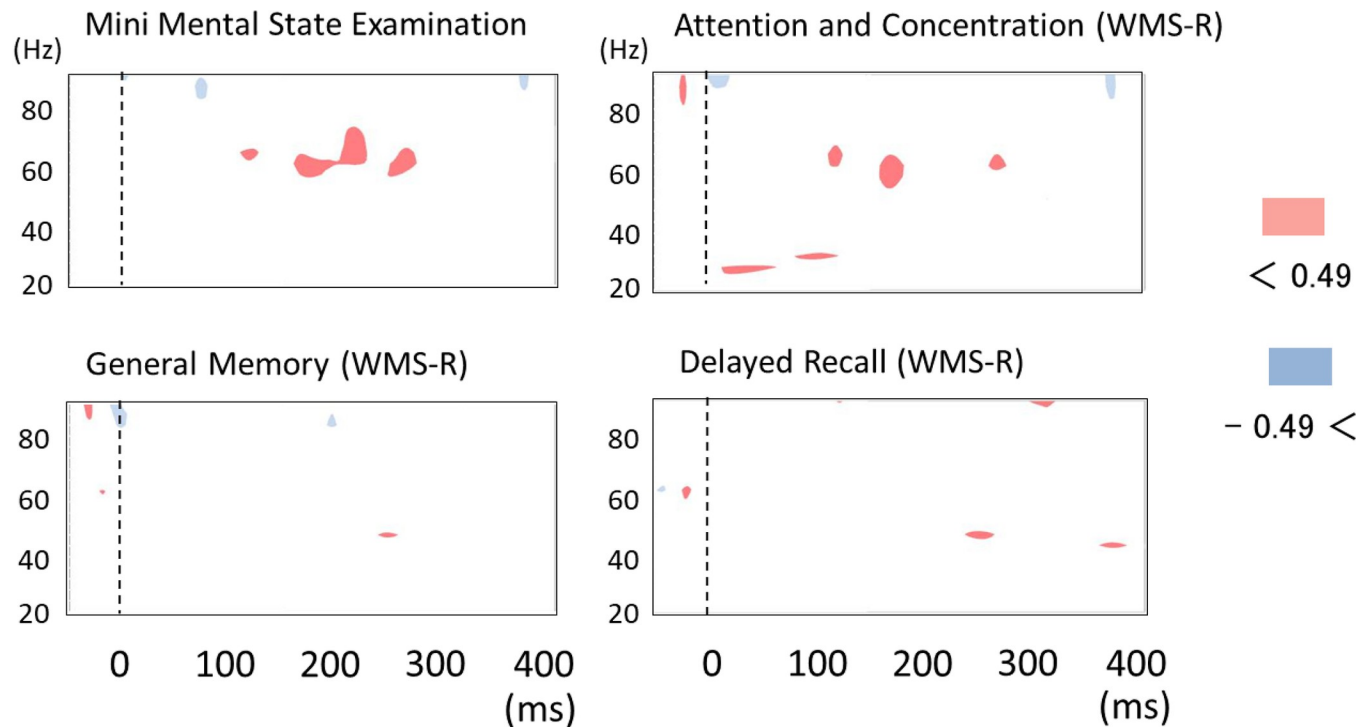 Mini Mental State Examination
(Hz)
80
60
40
20
Attention and Concentration (WMS-R)
(Hz)
80
60
40
20
< 0.49
− 0.49 <
General Memory (WMS-R)
80
60
40
20
0 100 200 300 400
(ms)
Delayed Recall (WMS-R)
80
60
40
20
0 100 200 300 400
(ms)